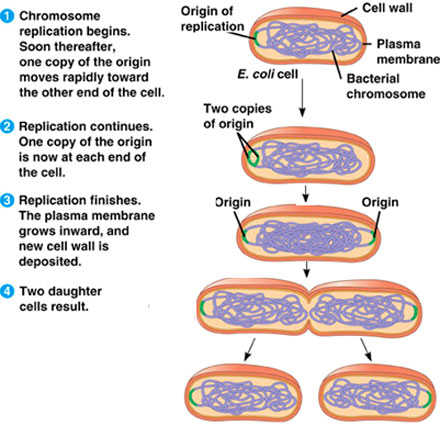 1 Chromosome
replication begins.
Soon thereafter,
one copy of the origin
moves rapidly toward
the other end of the cell.
2 Replication continues.
One copy of the origin
is now at each end of
the cell.
3 Replication finishes.
The plasma membrane
grows inward, and
new cell wall is
deposited.
4 Two daughter
cells result.
Origin of
replication
Cell wall
Plasma
membrane
E. coli cell
Bacterial
chromosome
Two copies
of origin
Origin
Origin